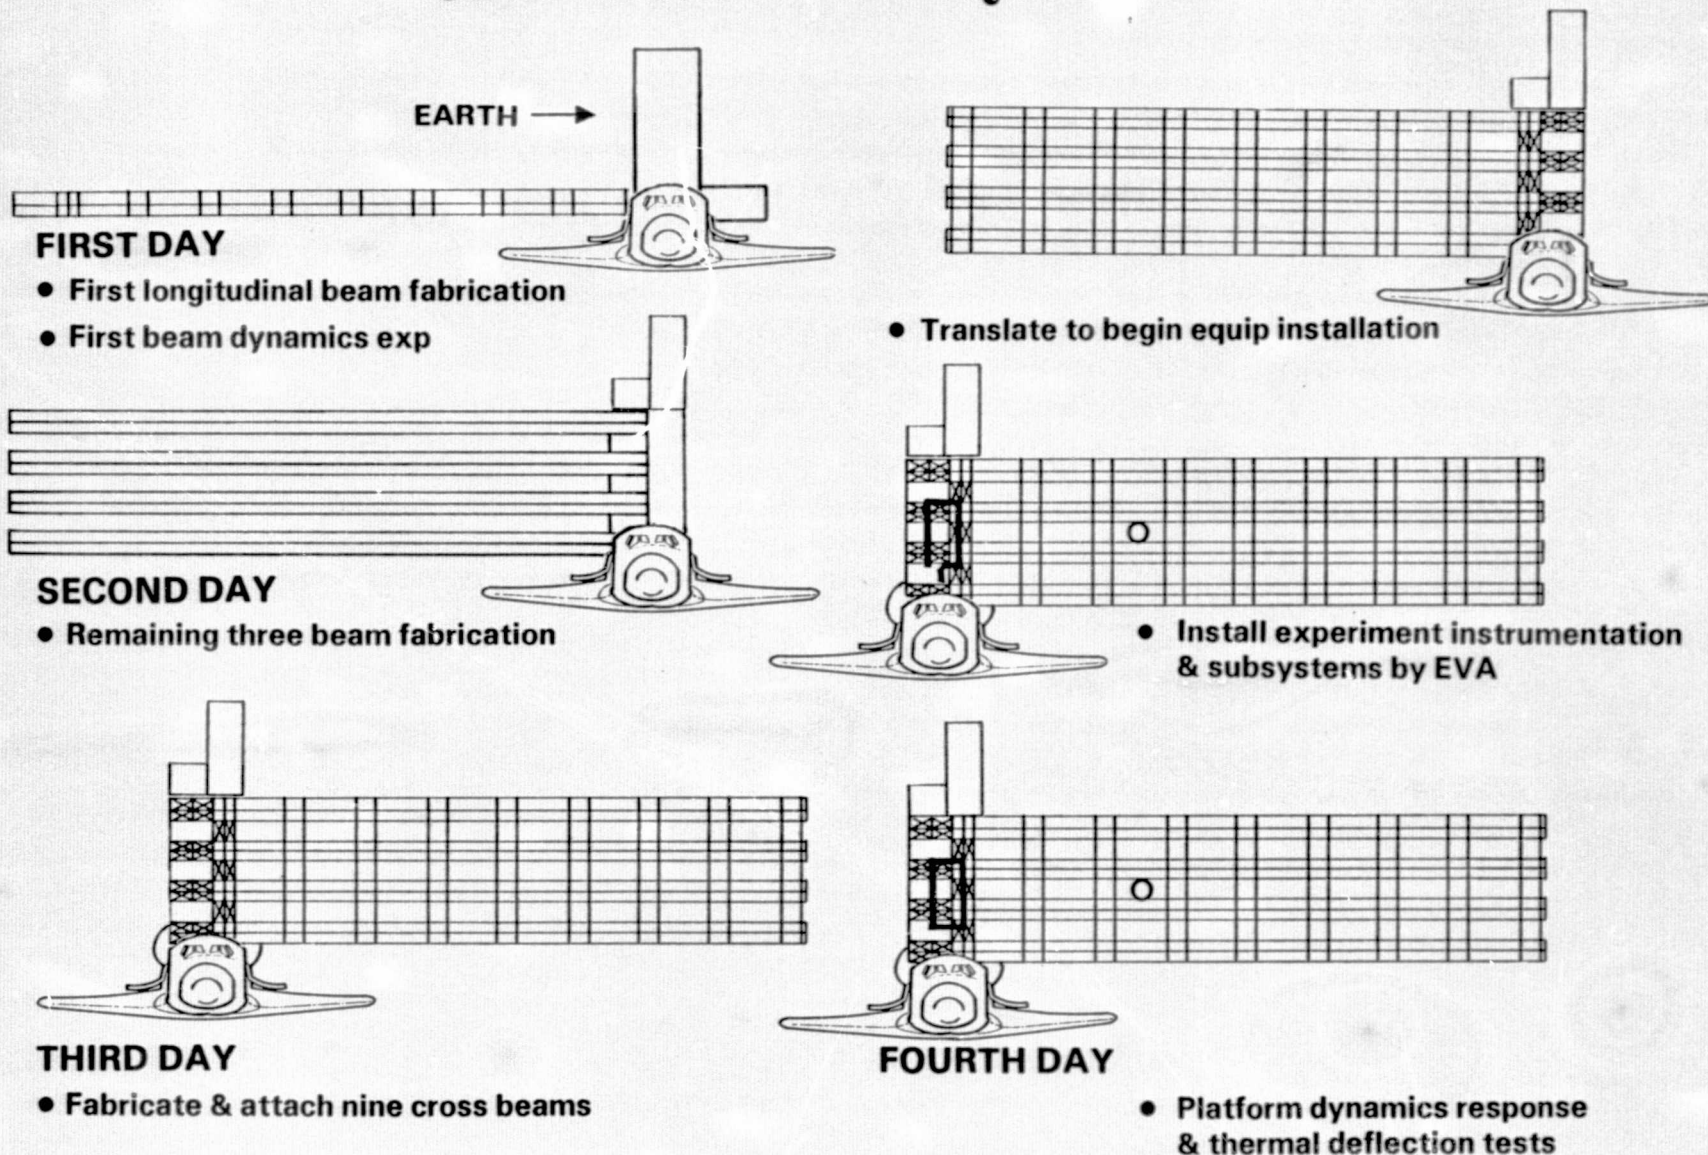 EARTH
FIRST DAY
• First longitudinal beam fabrication
• First beam dynamics exp
SECOND DAY
• Remaining three beam fabrication
THIRD DAY
• Fabricate & attach nine cross beams
• Translate to begin equip installation
• Install experiment instrumentation
& subsystems by EVA
FOURTH DAY
• Platform dynamics response
& thermal deflection tests